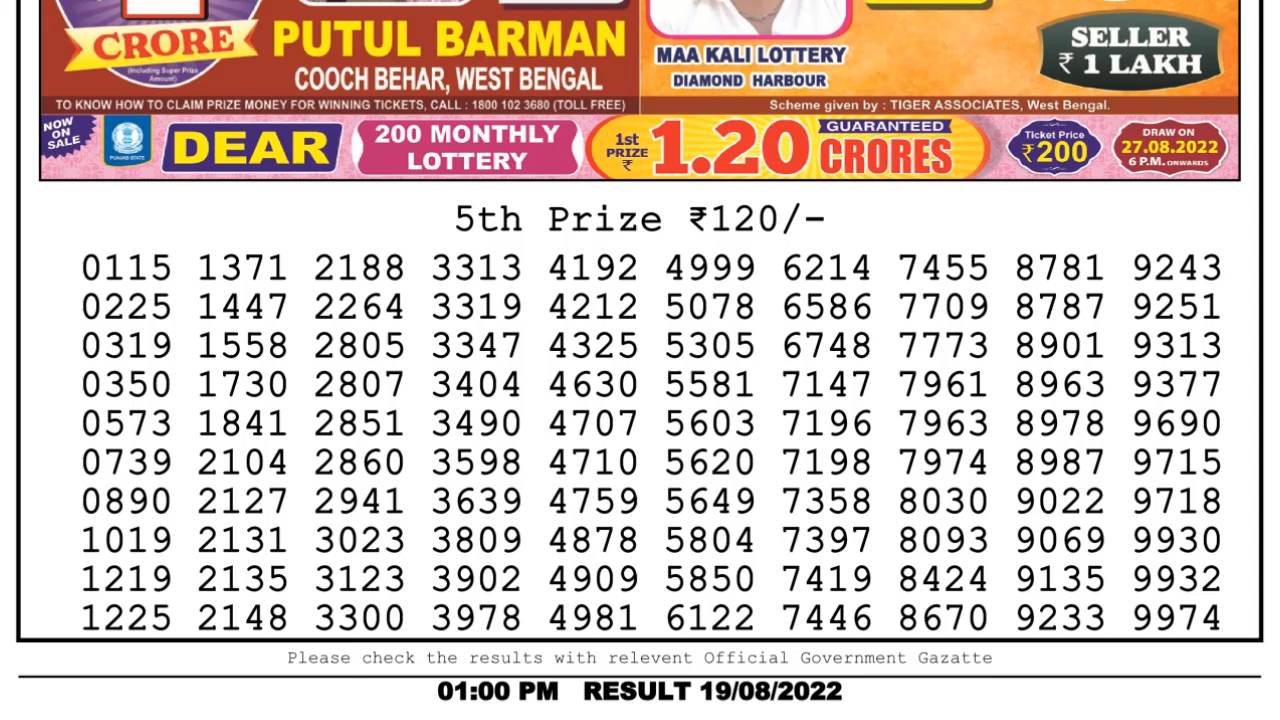 CRORE
(Including Super Prize
Amount)
PUTUL BARMAN
COOCH BEHAR, WEST BENGAL
MAA KALI LOTTERY
DIAMOND HARBOUR
SELLER
₹ 1 LAKH
TO KNOW HOW TO CLAIM PRIZE MONEY FOR WINNING TICKETS, CALL : 1800 102 3680 (TOLL FREE)
Scheme given by : TIGER ASSOCIATES, West Bengal.
NOW
ON
SALE
PUNJAB STATE
DEAR
200 MONTHLY
LOTTERY
1st
PRIZE
₹
1.20
GUARANTEED
CRORES
Ticket Price
₹200
DRAW ON
27.08.2022
6 P.M. ONWARDS
5th Prize ₹120/-
0115 1371 2188 3313 4192 4999 6214 7455 8781 9243
0225 1447 2264 3319 4212 5078 6586 7709 8787 9251
0319 1558 2805 3347 4325 5305 6748 7773 8901 9313
0350 1730 2807 3404 4630 5581 7147 7961 8963 9377
0573 1841 2851 3490 4707 5603 7196 7963 8978 9690
0739 2104 2860 3598 4710 5620 7198 7974 8987 9715
0890 2127 2941 3639 4759 5649 7358 8030 9022 9718
1019 2131 3023 3809 4878 5804 7397 8093 9069 9930
1219 2135 3123 3902 4909 5850 7419 8424 9135 9932
1225 2148 3300 3978 4981 6122 7446 8670 9233 9974
Please check the results with relevent Official Government Gazatte
01:00 PM RESULT 19/08/2022